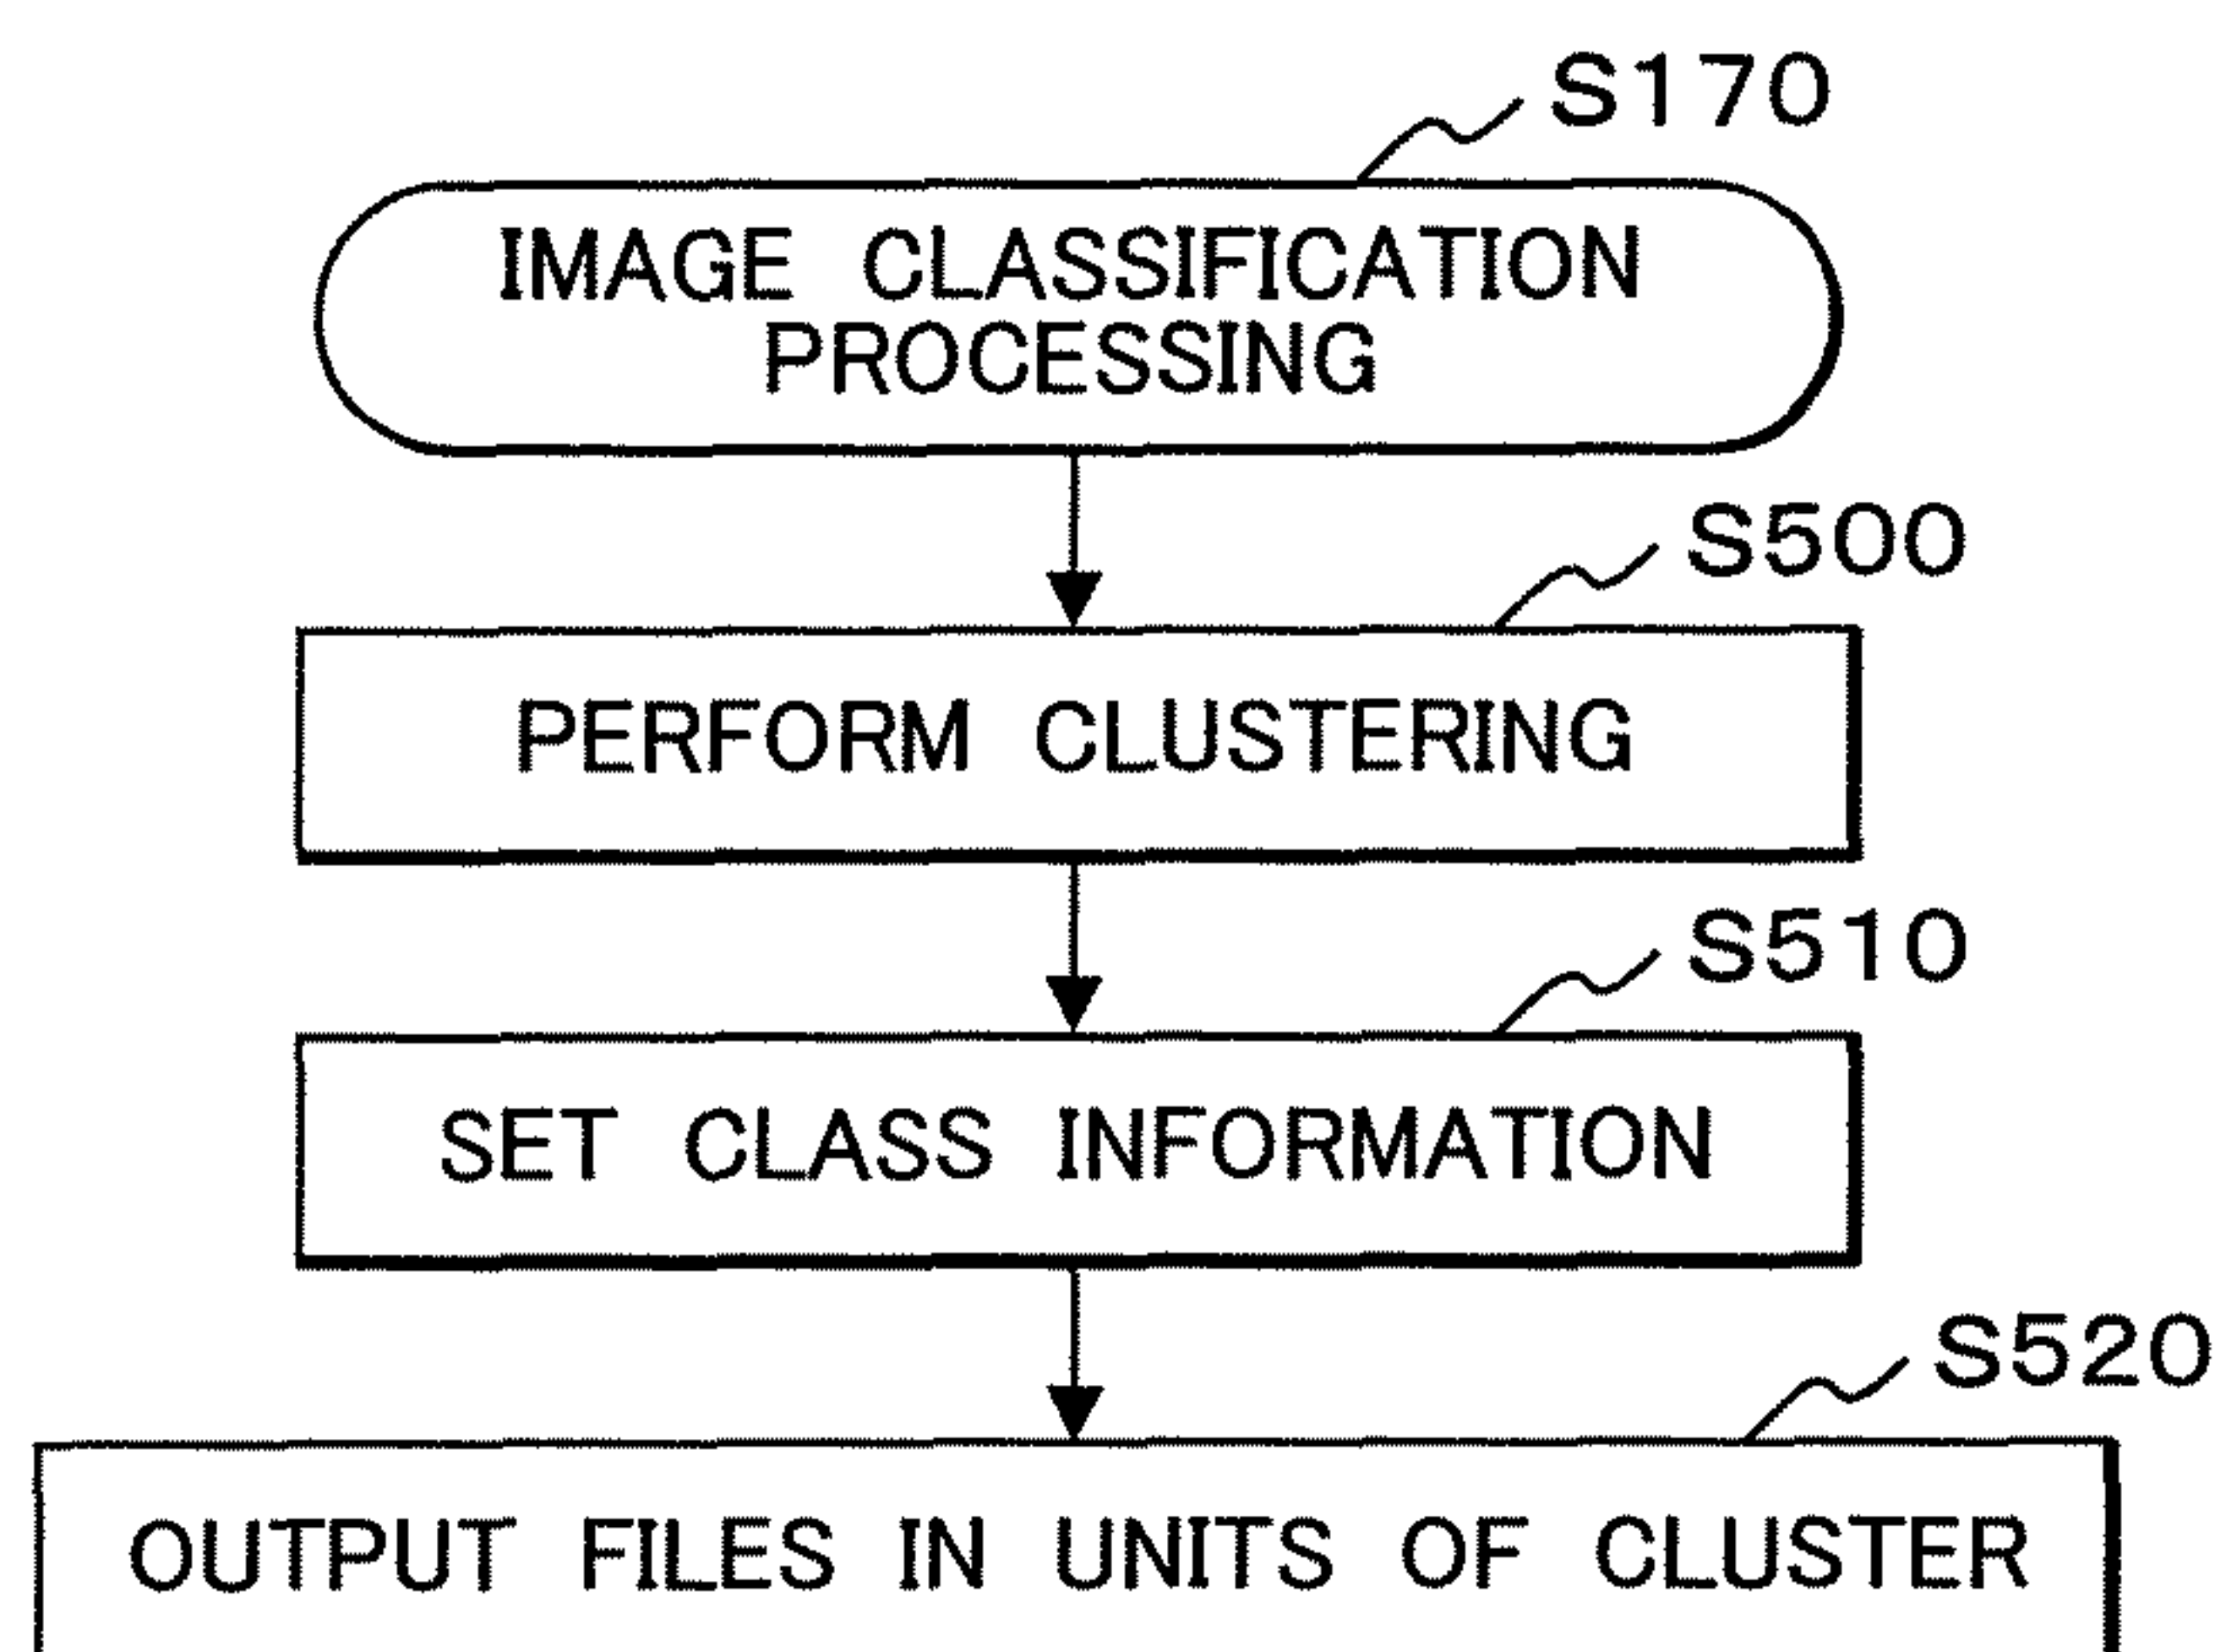 S170
IMAGE CLASSIFICATION
PROCESSING
S500
PERFORM CLUSTERING
S510
SET CLASS INFORMATION
S520
OUTPUT FILES IN UNITS OF CLUSTER